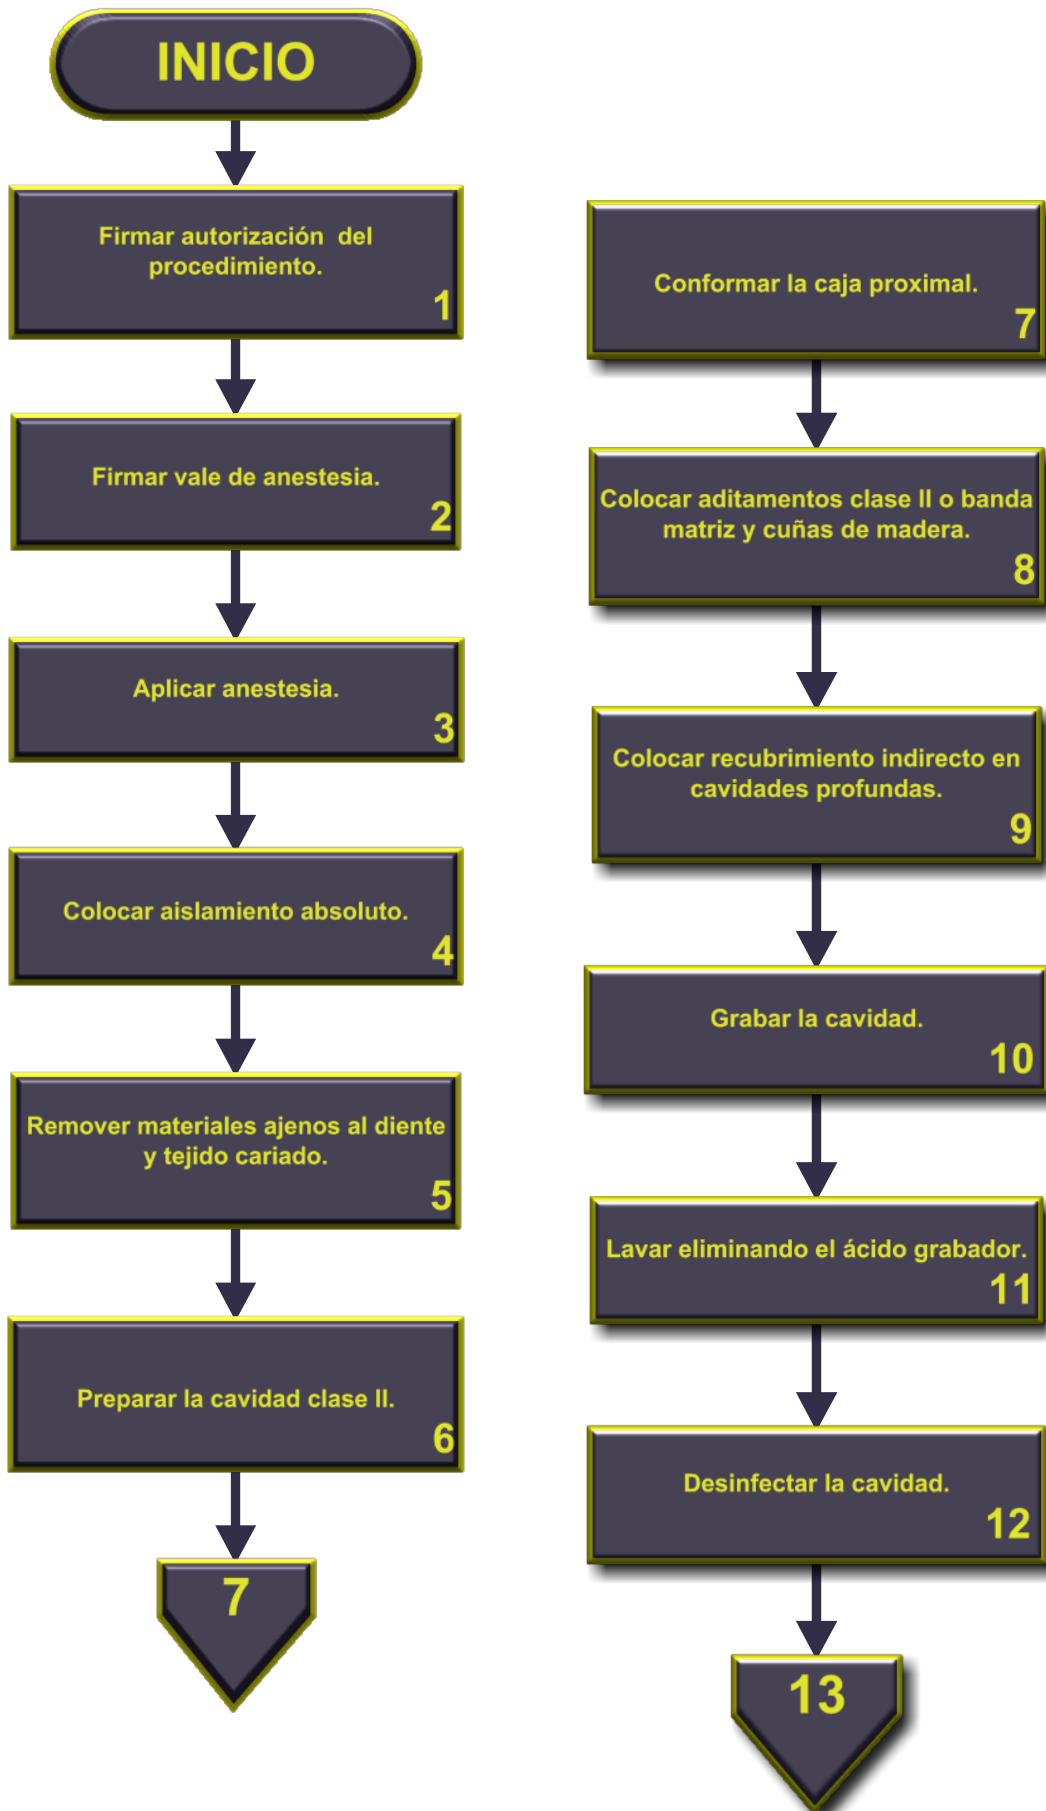 INICIO
Firmar autorización del
procedimiento.
1
Firmar vale de anestesia.
2
Aplicar anestesia.
3
Colocar aislamiento absoluto.
4
Remover materiales ajenos al diente
y tejido cariado.
5
Preparar la cavidad clase II.
6
7
Conformar la caja proximal.
7
Colocar aditamentos clase II o banda
matriz y cuñas de madera.
8
Colocar recubrimiento indirecto en
cavidades profundas.
9
Grabar la cavidad.
10
Lavar eliminando el ácido grabador.
11
Desinfectar la cavidad.
12
13